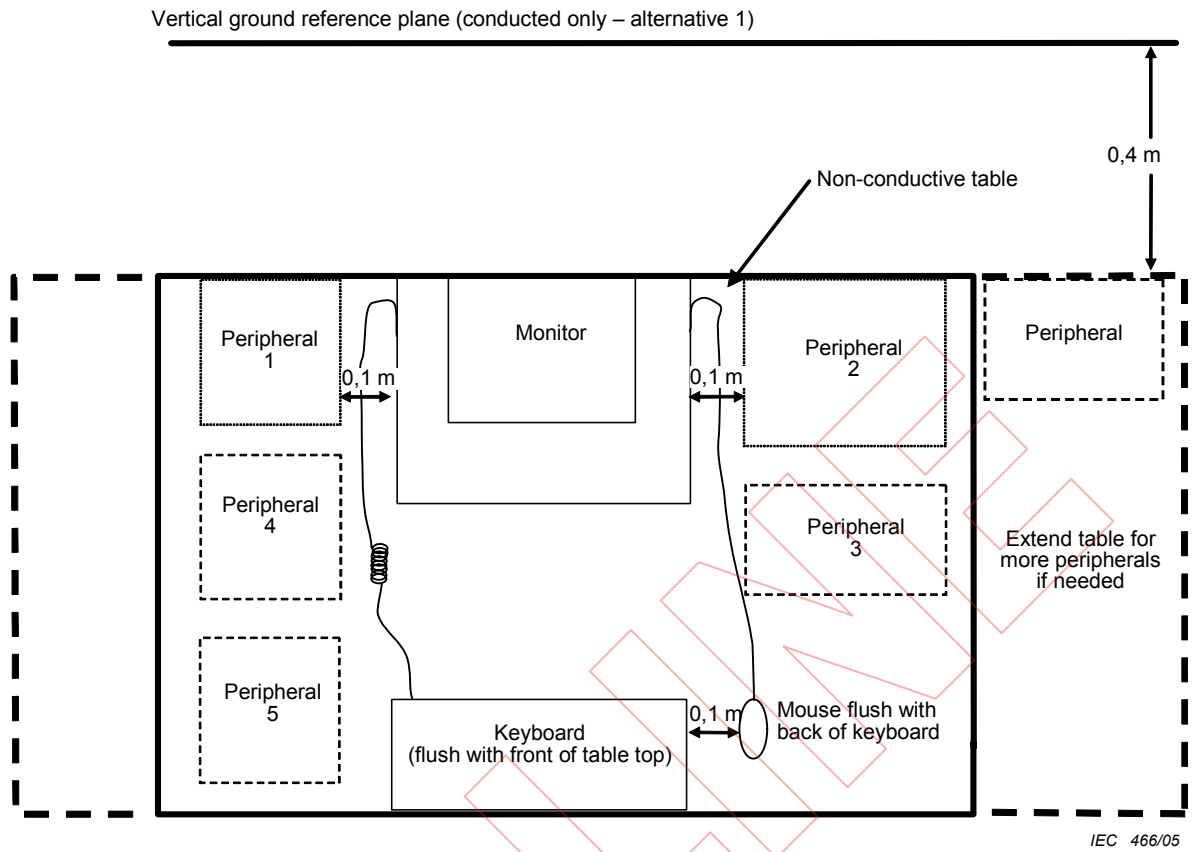 Vertical ground reference plane (conducted only – alternative 1)
0,4 m
Non-conductive table
Peripheral
1
Monitor
Peripheral
2
Peripheral
0,1 m
0,1 m
Peripheral
4
Peripheral
3
Extend table for
more peripherals
if needed
Peripheral
5
Keyboard
(flush with front of table top)
0,1 m
Mouse flush with
back of keyboard
IEC 466/05